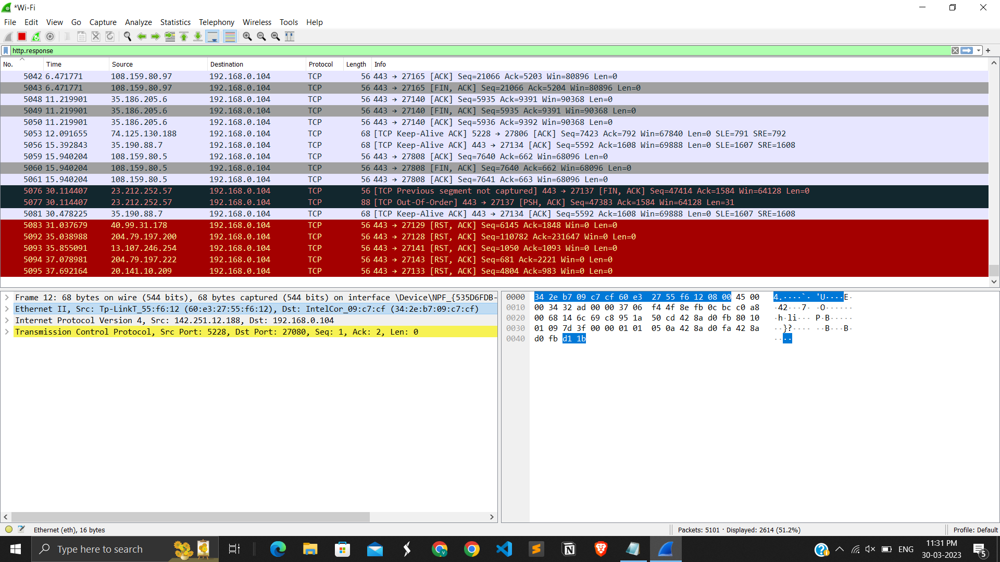 *Wi-Fi
File Edit View Go Capture Analyze Statistics Telephony Wireless Tools Help
http.response
No. Time Source Destination Protocol Length Info
5042 6.471771 108.159.80.97 192.168.0.104 TCP 56 443 → 27165 [ACK] Seq=21066 Ack=5203 Win=80896 Len=0
5043 6.471771 108.159.80.97 192.168.0.104 TCP 56 443 → 27165 [FIN, ACK] Seq=21066 Ack=5204 Win=80896 Len=0
5048 11.219901 35.186.205.6 192.168.0.104 TCP 56 443 → 27140 [ACK] Seq=5935 Ack=9391 Win=90368 Len=0
5049 11.219901 35.186.205.6 192.168.0.104 TCP 56 443 → 27140 [FIN, ACK] Seq=5935 Ack=9391 Win=90368 Len=0
5050 11.219901 35.186.205.6 192.168.0.104 TCP 56 443 → 27140 [ACK] Seq=5936 Ack=9392 Win=90368 Len=0
5053 12.091655 74.125.130.188 192.168.0.104 TCP 68 [TCP Keep-Alive ACK] 5228 → 27806 [ACK] Seq=7423 Ack=792 Win=67840 Len=0 SLE=791 SRE=792
5056 15.392843 35.190.88.7 192.168.0.104 TCP 68 [TCP Keep-Alive ACK] 443 → 27134 [ACK] Seq=5592 Ack=1608 Win=69888 Len=0 SLE=1607 SRE=1608
5059 15.940204 108.159.80.5 192.168.0.104 TCP 56 443 → 27808 [ACK] Seq=7640 Ack=662 Win=68096 Len=0
5060 15.940204 108.159.80.5 192.168.0.104 TCP 56 443 → 27808 [FIN, ACK] Seq=7640 Ack=662 Win=68096 Len=0
5061 15.940204 108.159.80.5 192.168.0.104 TCP 56 443 → 27808 [ACK] Seq=7641 Ack=663 Win=68096 Len=0
5076 30.114407 23.212.252.57 192.168.0.104 TCP 56 [TCP Previous segment not captured] 443 → 27137 [FIN, ACK] Seq=47414 Ack=1584 Win=64128 Len=0
5077 30.114407 23.212.252.57 192.168.0.104 TCP 88 [TCP Out-Of-Order] 443 → 27137 [PSH, ACK] Seq=47383 Ack=1584 Win=64128 Len=31
5081 30.478225 35.190.88.7 192.168.0.104 TCP 68 [TCP Keep-Alive ACK] 443 → 27134 [ACK] Seq=5592 Ack=1608 Win=69888 Len=0 SLE=1607 SRE=1608
5083 31.037679 40.99.31.178 192.168.0.104 TCP 56 443 → 27129 [RST, ACK] Seq=6145 Ack=1848 Win=0 Len=0
5092 35.038988 204.79.197.200 192.168.0.104 TCP 56 443 → 27128 [RST, ACK] Seq=110782 Ack=231647 Win=0 Len=0
5093 35.855091 13.107.246.254 192.168.0.104 TCP 56 443 → 27141 [RST, ACK] Seq=1050 Ack=1093 Win=0 Len=0
5094 37.078981 204.79.197.222 192.168.0.104 TCP 56 443 → 27143 [RST, ACK] Seq=681 Ack=2221 Win=0 Len=0
5095 37.692164 20.141.10.209 192.168.0.104 TCP 56 443 → 27133 [RST, ACK] Seq=4804 Ack=983 Win=0 Len=0
Frame 12: 68 bytes on wire (544 bits), 68 bytes captured (544 bits) on interface \Device\NPF_{535D6FDB-
Ethernet II, Src: Tp-LinkT_55:f6:12 (60:e3:27:55:f6:12), Dst: IntelCor_09:c7:cf (34:2e:b7:09:c7:cf)
Internet Protocol Version 4, Src: 142.251.12.188, Dst: 192.168.0.104
Transmission Control Protocol, Src Port: 5228, Dst Port: 27080, Seq: 1, Ack: 2, Len: 0
0000 34 2e b7 09 c7 cf 60 e3 27 55 f6 12 08 00 45 00 4.····`· 'U····E·
0010 00 34 32 ad 00 00 37 06 f4 4f 8e fb 0c bc c0 a8 ·42···7· ·O······
0020 00 68 14 6c 69 c8 95 1a 50 cd 42 8a d0 fb 80 10 ·h·li··· P·B·····
0030 01 09 7d 3f 00 00 01 01 05 0a 42 8a d0 fa 42 8a ··}?···· ··B···B·
0040 d0 fb d1 1b ····
Ethernet (eth), 16 bytes
Packets: 5101 · Displayed: 2614 (51.2%)
Profile: Default
Type here to search
ENG
11:31 PM
30-03-2023
5